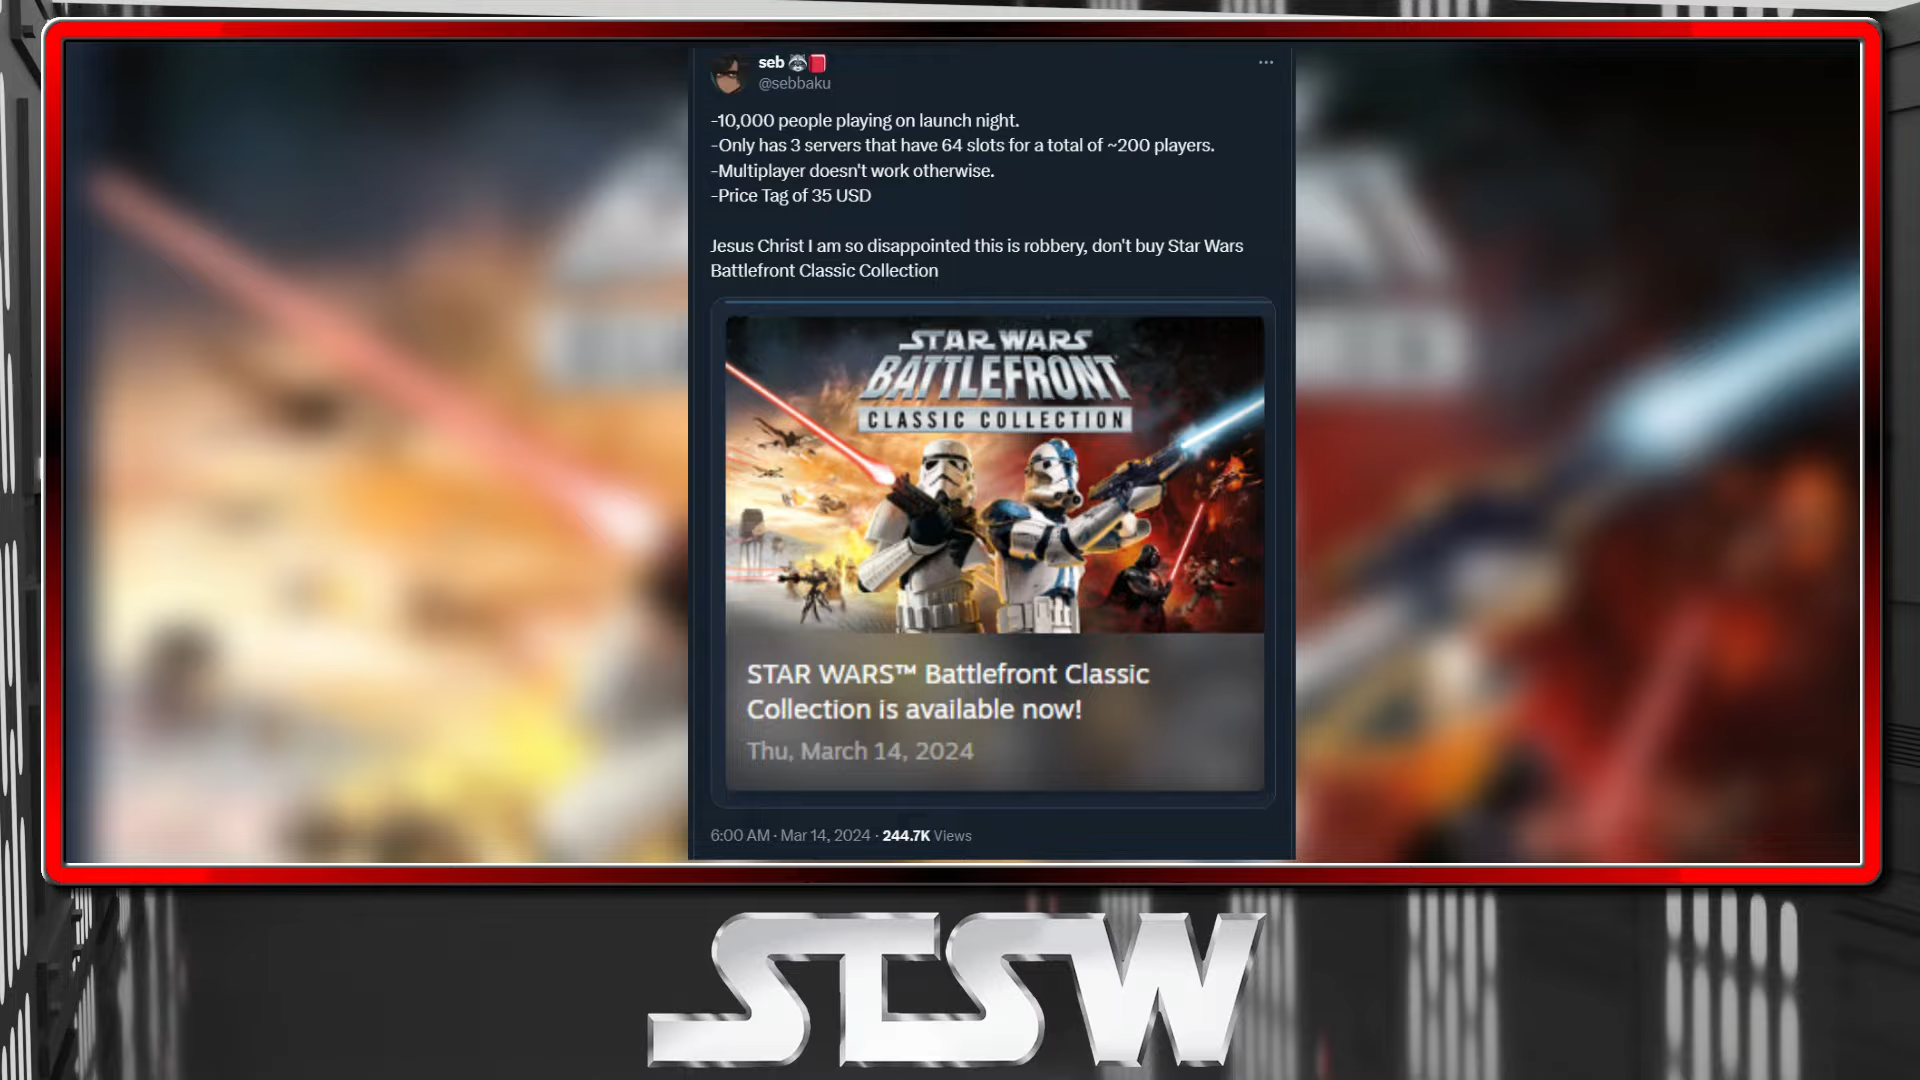 seb
@sebbaku
-10,000 people playing on launch night.
-Only has 3 servers that have 64 slots for a total of ~200 players.
-Multiplayer doesn't work otherwise.
-Price Tag of 35 USD
Jesus Christ I am so disappointed this is robbery, don't buy Star Wars
Battlefront Classic Collection
STAR WARS
BATTLEFRONT
CLASSIC COLLECTION
STAR WARS™ Battlefront Classic
Collection is available now!
Thu, March 14, 2024
6:00 AM · Mar 14, 2024 · 244.7K Views
STSW